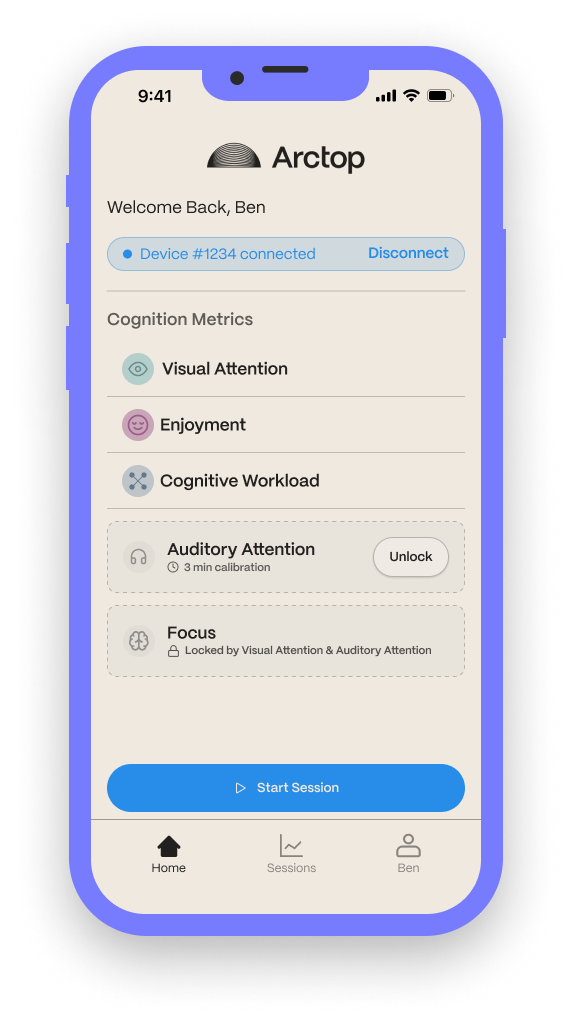 9:41
Arctop
Welcome Back, Ben
Device #1234 connected Disconnect
Cognition Metrics
Visual Attention
Enjoyment
Cognitive Workload
Auditory Attention
3 min calibration
Unlock
Focus
Locked by Visual Attention & Auditory Attention
Start Session
Home Sessions Ben